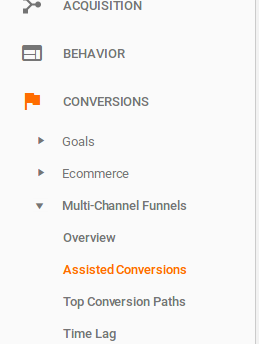 ACQUISITION
BEHAVIOR
CONVERSIONS
Goals
Ecommerce
Multi-Channel Funnels
Overview
Assisted Conversions
Top Conversion Paths
Time Lag